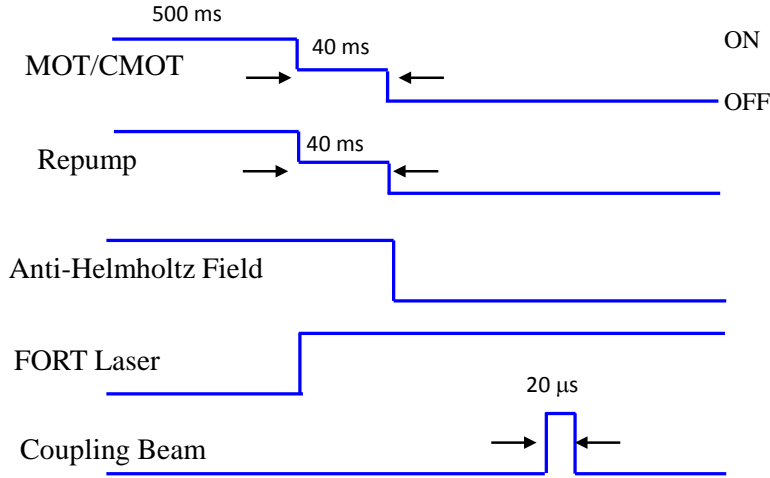 500 ms
40 ms
ON
MOT/CMOT
OFF
40 ms
Repump
Anti-Helmholtz Field
FORT Laser
20 μs
Coupling Beam